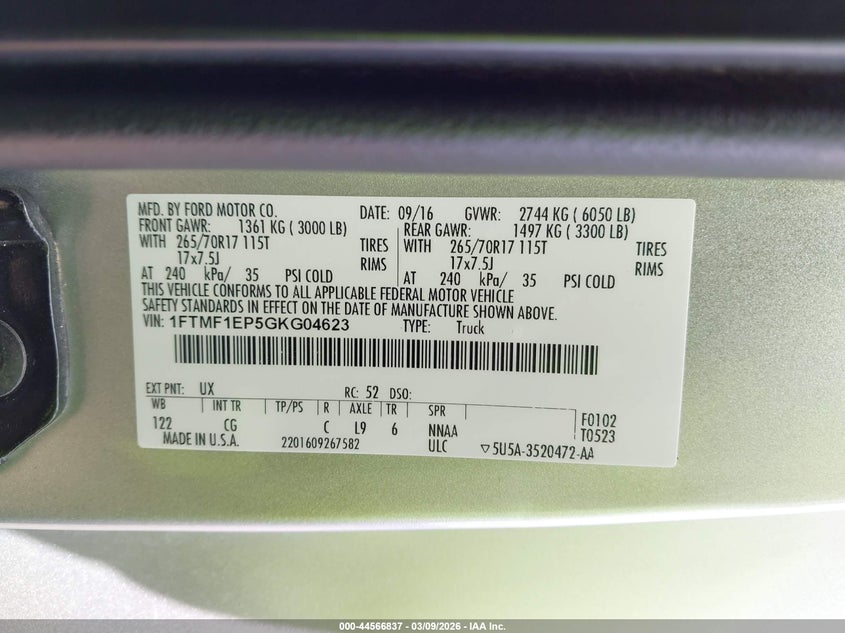 MFD. BY FORD MOTOR CO. DATE: 09/16 GVWR: 2744 KG ( 6050 LB)
FRONT GAWR: 1361 KG ( 3000 LB) REAR GAWR: 1497 KG ( 3300 LB)
WITH 265/70R17 115T TIRES WITH 265/70R17 115T TIRES
17x7.5J RIMS 17x7.5J RIMS
AT 240 kPa/ 35 PSI COLD AT 240 kPa/ 35 PSI COLD
THIS VEHICLE CONFORMS TO ALL APPLICABLE FEDERAL MOTOR VEHICLE
SAFETY STANDARDS IN EFFECT ON THE DATE OF MANUFACTURE SHOWN ABOVE.
VIN: 1FTMF1EP5GKG04623 TYPE: Truck
EXT PNT: UX RC: 52 DSO:
WB INT TR TP/PS R AXLE TR SPR F0102
122 CG C L9 6 NNAA T0523
MADE IN U.S.A. 2201609267582 ULC ▽5U5A-3520472-AA
000-44566837 - 03/09/2026 - IAA Inc.